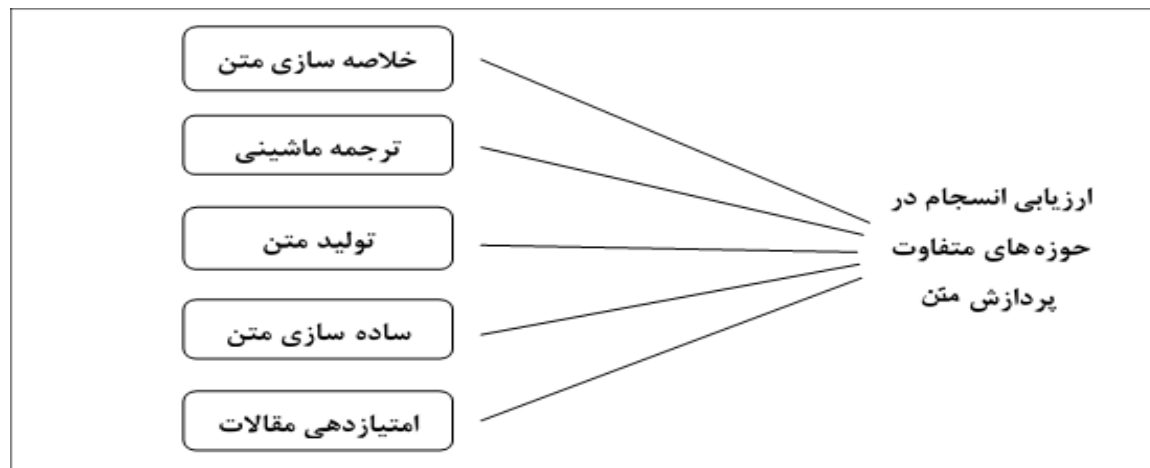 ارزیابی انسجام در
حوزه های متفاوت
پردازش متن
خلاصه سازی متن
ترجمه ماشینی
تولید متن
ساده سازی متن
امتیازدهی مقالات